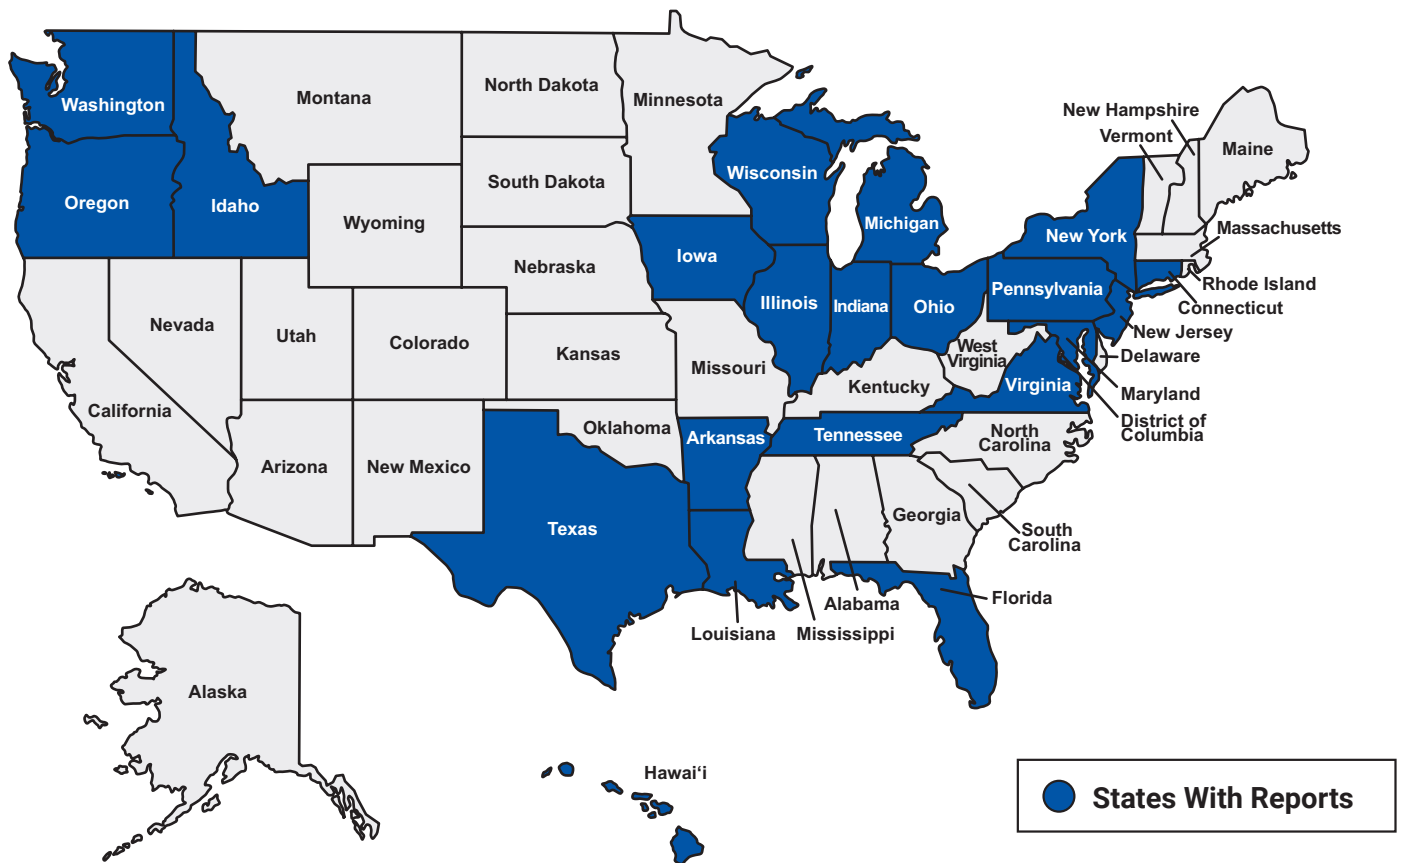 Washington
Montana
North Dakota
Minnesota
New Hampshire
Vermont
Maine
Oregon
Idaho
Wyoming
South Dakota
Wisconsin
Michigan
New York
Massachusetts
Iowa
Nebraska
Illinois
Indiana
Ohio
Pennsylvania
Rhode Island
Connecticut
New Jersey
Delaware
Nevada
Utah
Colorado
Kansas
Missouri
West
Virginia
Kentucky
Virginia
Maryland
District of
Columbia
California
Arizona
New Mexico
Oklahoma
Arkansas
Tennessee
North
Carolina
Texas
Georgia
South
Carolina
Louisiana
Mississippi
Alabama
Florida
Alaska
Hawai‘i
States With Reports